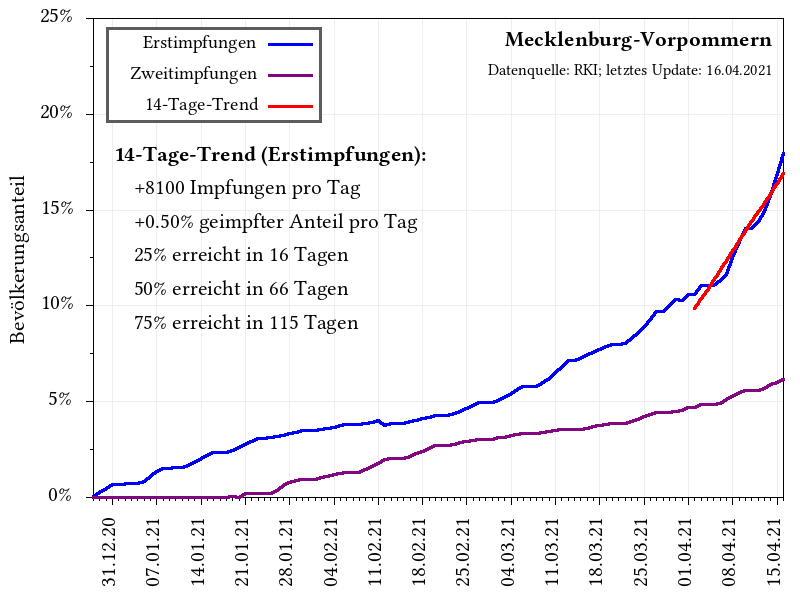 25%
20%
15%
10%
5%
0%
Bevölkerungsanteil
Erstimpfungen
Zweitimpfungen
14-Tage-Trend
Mecklenburg-Vorpommern
Datenquelle: RKI; letztes Update: 16.04.2021
14-Tage-Trend (Erstimpfungen):
+8100 Impfungen pro Tag
+0.50% geimpfter Anteil pro Tag
25% erreicht in 16 Tagen
50% erreicht in 66 Tagen
75% erreicht in 115 Tagen
31.12.20
07.01.21
14.01.21
21.01.21
28.01.21
04.02.21
11.02.21
18.02.21
25.02.21
04.03.21
11.03.21
18.03.21
25.03.21
01.04.21
08.04.21
15.04.21